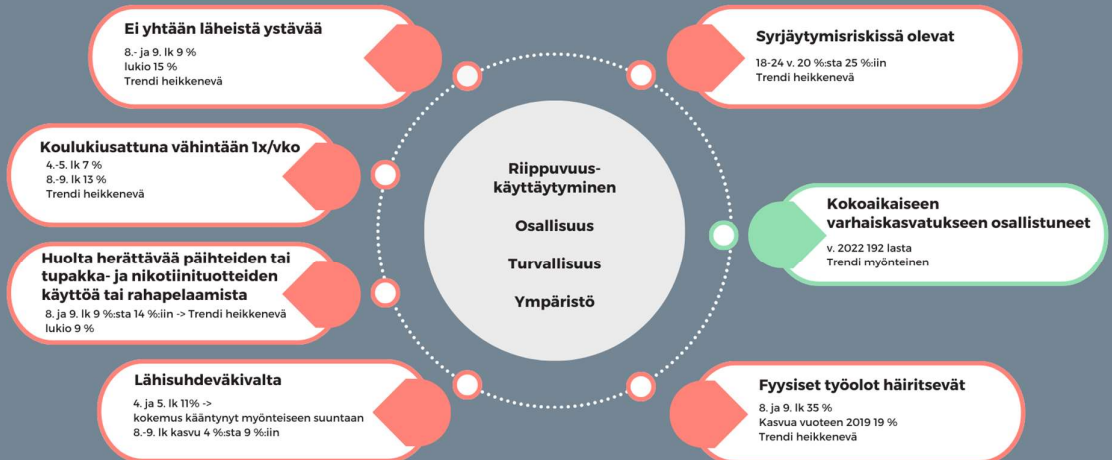 Ei yhtään läheistä ystävää
8.- ja 9. lk 9 %
lukio 15 %
Trendi heikkenevä
Koulukiusattuna vähintään 1x/vko
4.-5. lk 7 %
8.-9. lk 13 %
Trendi heikkenevä
Huolta herättävää päihteiden tai
tupakka- ja nikotiinituotteiden
käyttöä tai rahapelaamista
8. ja 9. lk 9 %:sta 14 %:iin -> Trendi heikkenevä
lukio 9 %
Lähisuhdeväkivalta
4. ja 5. lk 11% ->
kokemus kääntynyt myönteiseen suuntaan
8.-9. lk kasvu 4 %:sta 9 %:iin
Riippuvuus-
käyttäytyminen
Osallisuus
Turvallisuus
Ympäristö
Syrjäytymisriskissä olevat
18-24 v. 20 %:sta 25 %:iin
Trendi heikkenevä
Kokoaikaiseen
varhaiskasvatukseen osallistuneet
v. 2022 192 lasta
Trendi myönteinen
Fyysiset työolot häiritsevät
8. ja 9. lk 35 %
Kasvua vuoteen 2019 19 %
Trendi heikkenevä